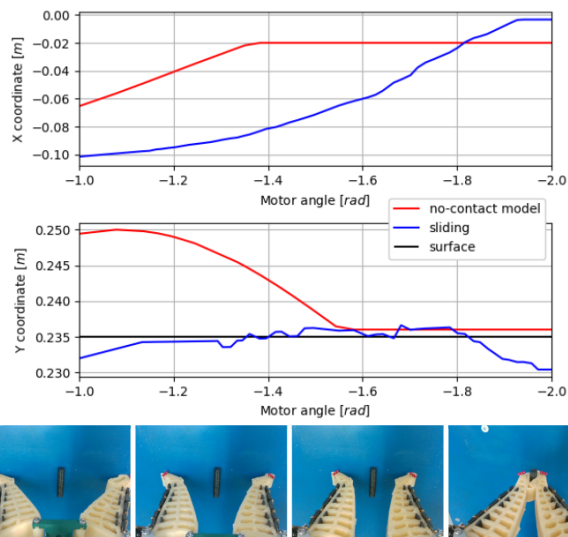 0.00
−0.02
−0.04
−0.06
−0.08
−0.10
X coordinate [m]
−1.0 −1.2 −1.4 −1.6 −1.8 −2.0
Motor angle [rad]
no-contact model
sliding
surface
0.250
0.245
0.240
0.235
0.230
Y coordinate [m]
−1.0 −1.2 −1.4 −1.6 −1.8 −2.0
Motor angle [rad]